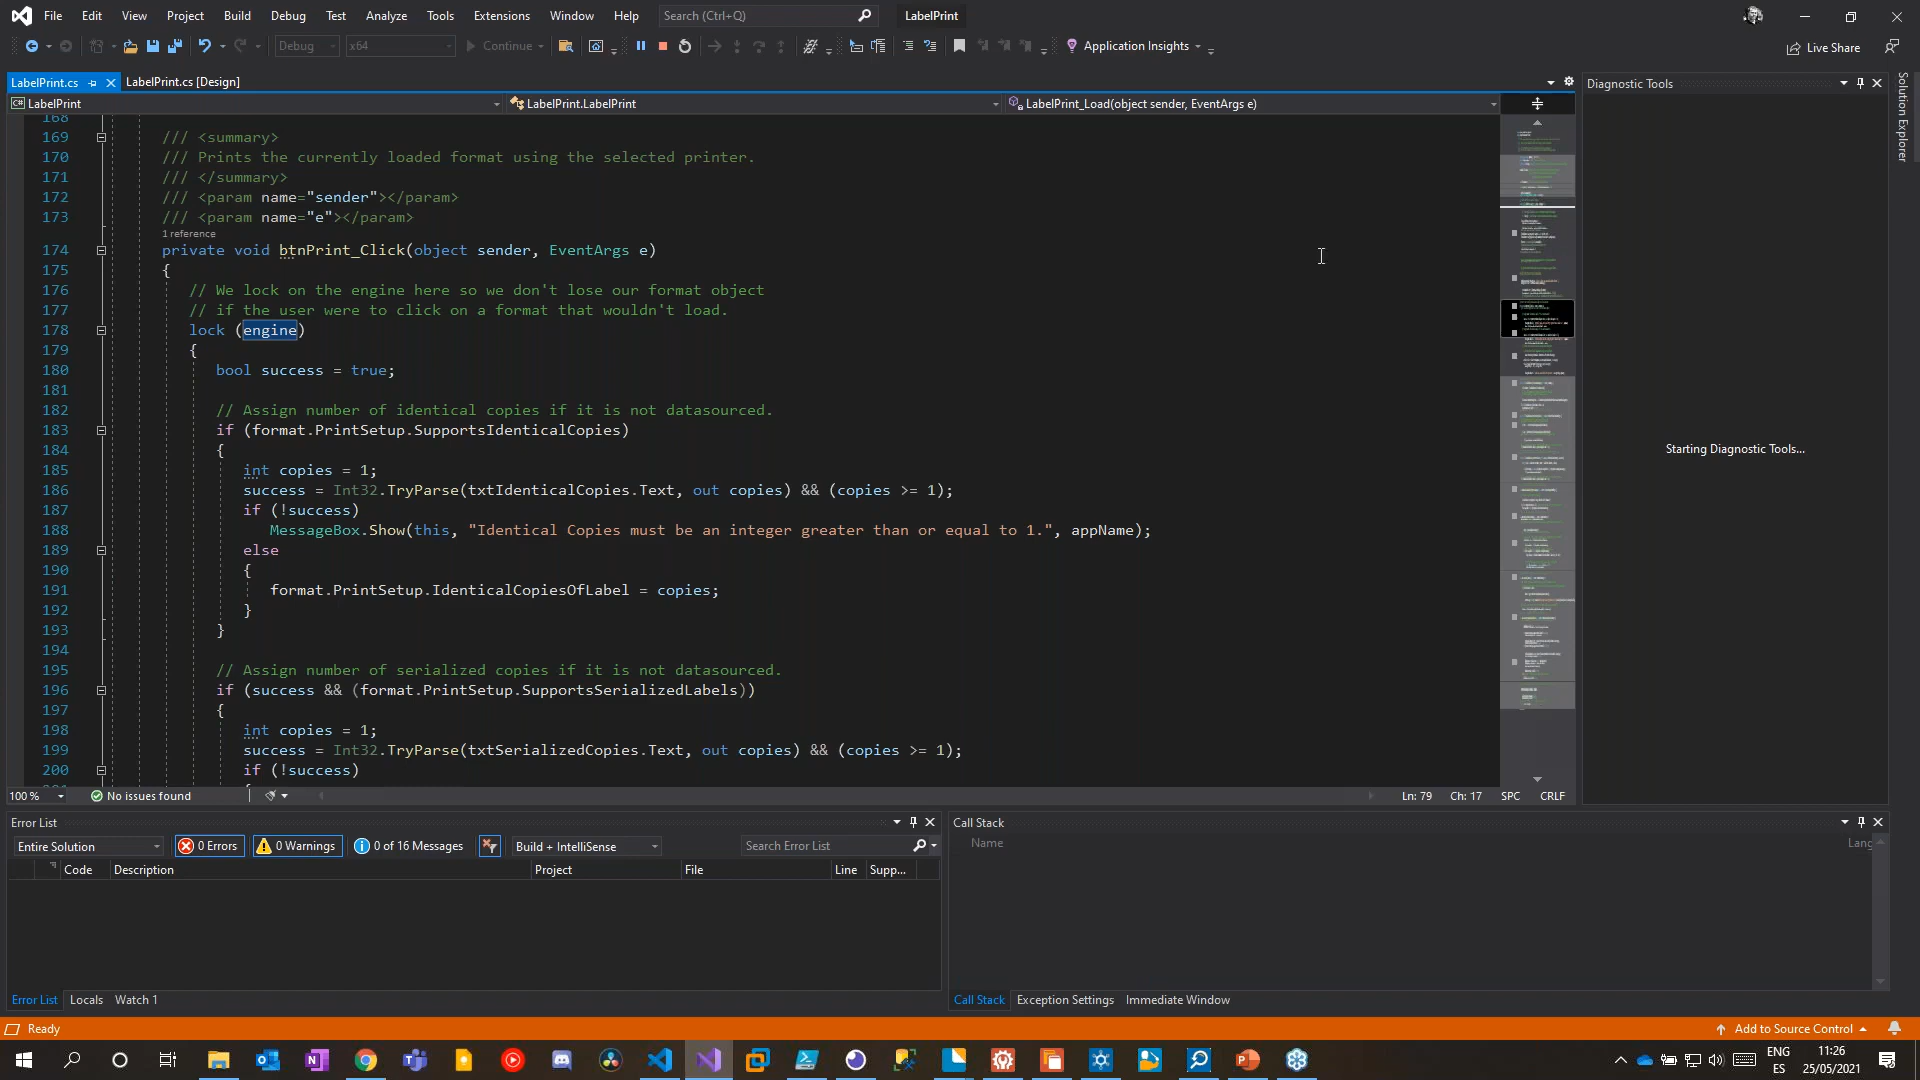 File Edit View Project Build Debug Test Analyze Tools Extensions Window Help Search (Ctrl+Q) LabelPrint
Debug x64 Continue Application Insights Live Share
LabelPrint.cs LabelPrint.cs [Design] Diagnostic Tools
LabelPrint LabelPrint.LabelPrint LabelPrint_Load(object sender, EventArgs e)
Solution Explorer
168
169 /// <summary>
170 /// Prints the currently loaded format using the selected printer.
171 /// </summary>
172 /// <param name="sender"></param>
173 /// <param name="e"></param>
1 reference
174 private void btnPrint_Click(object sender, EventArgs e)
175 {
176 // We lock on the engine here so we don't lose our format object
177 // if the user were to click on a format that wouldn't load.
178 lock (engine)
179 {
180 bool success = true;
181
182 // Assign number of identical copies if it is not datasourced.
183 if (format.PrintSetup.SupportsIdenticalCopies)
184 {
185 int copies = 1;
186 success = Int32.TryParse(txtIdenticalCopies.Text, out copies) && (copies >= 1);
187 if (!success)
188 MessageBox.Show(this, "Identical Copies must be an integer greater than or equal to 1.", appName);
189 else
190 {
191 format.PrintSetup.IdenticalCopiesOfLabel = copies;
192 }
193 }
194
195 // Assign number of serialized copies if it is not datasourced.
196 if (success && (format.PrintSetup.SupportsSerializedLabels))
197 {
198 int copies = 1;
199 success = Int32.TryParse(txtSerializedCopies.Text, out copies) && (copies >= 1);
200 if (!success)
Starting Diagnostic Tools...
100 % No issues found Ln: 79 Ch: 17 SPC CRLF
Error List
Entire Solution 0 Errors 0 Warnings 0 of 16 Messages Build + IntelliSense Search Error List
Code Description Project File Line Supp...
Call Stack
Name Lang
Error List Locals Watch 1
Call Stack Exception Settings Immediate Window
Ready Add to Source Control
ENG
ES
11:26
25/05/2021